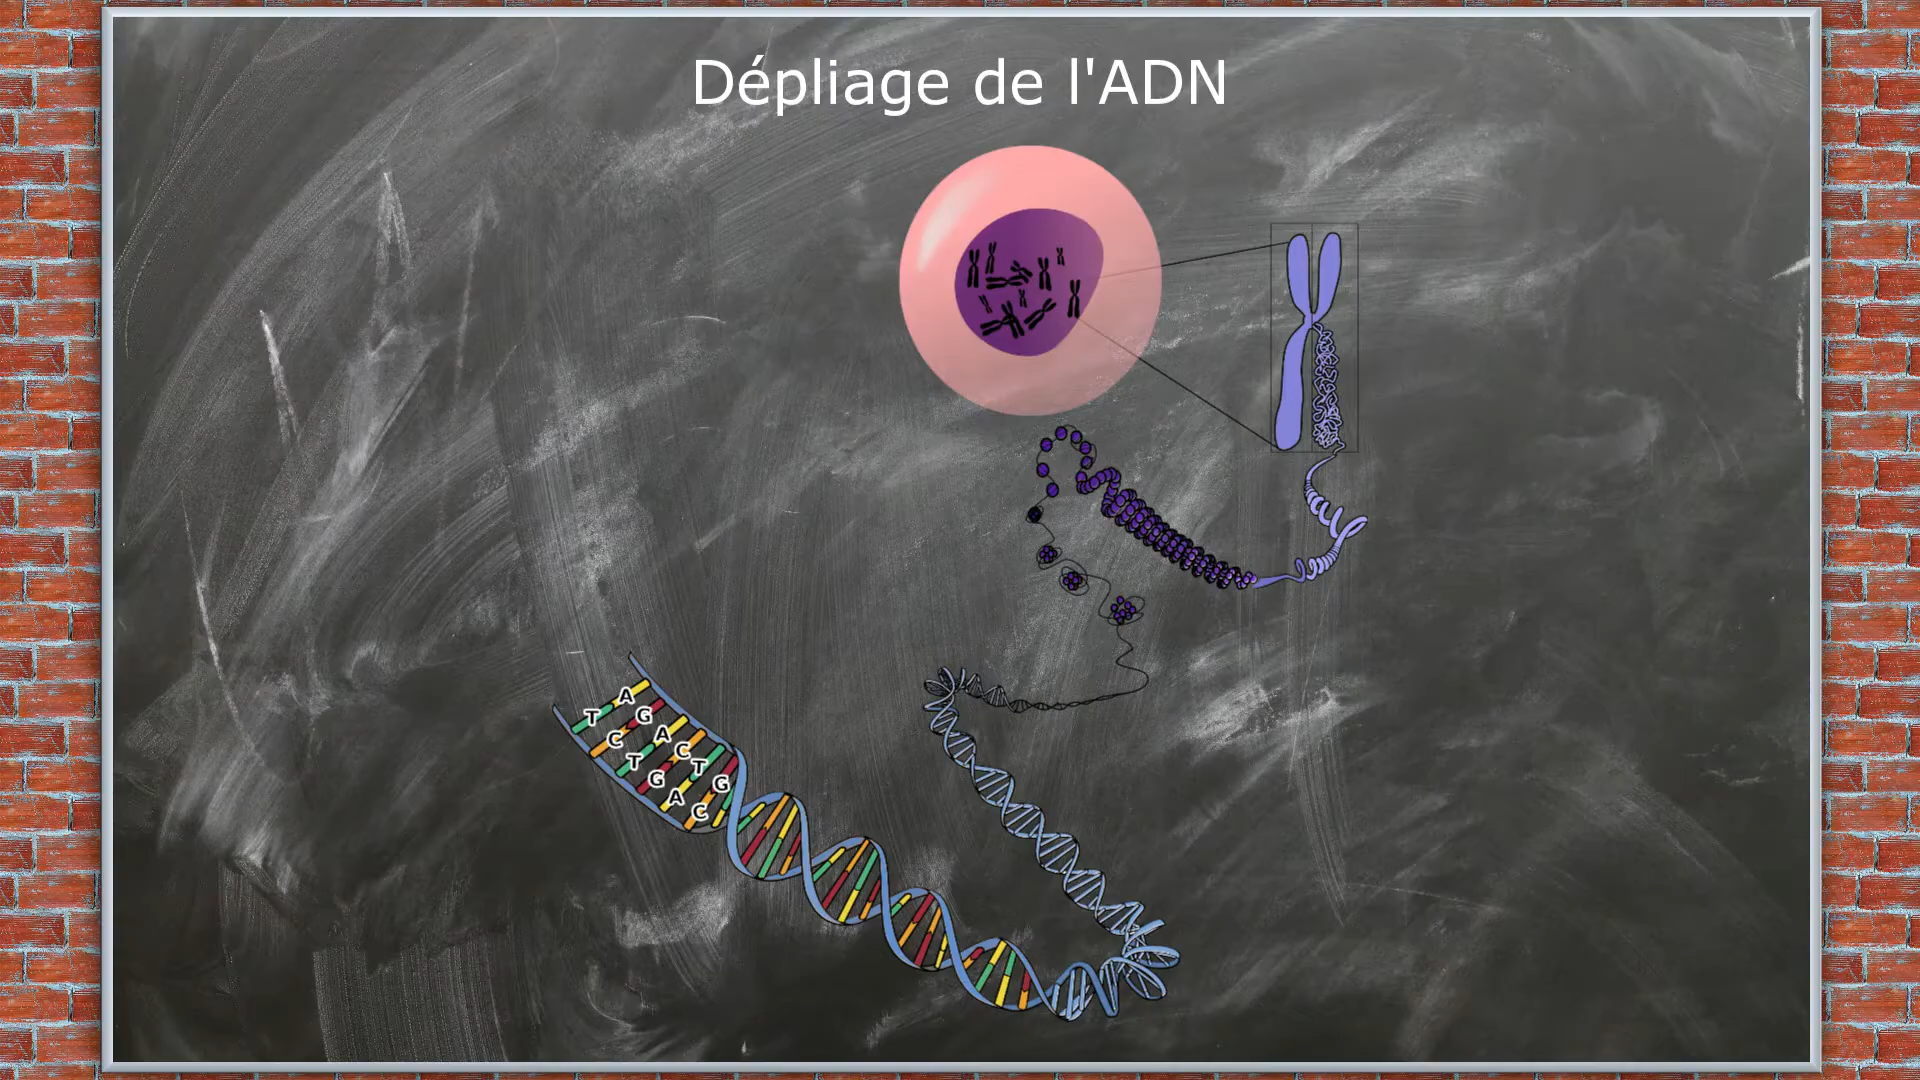 Dépliage de l'ADN
A
T G
C A
T C
G T
A G
C